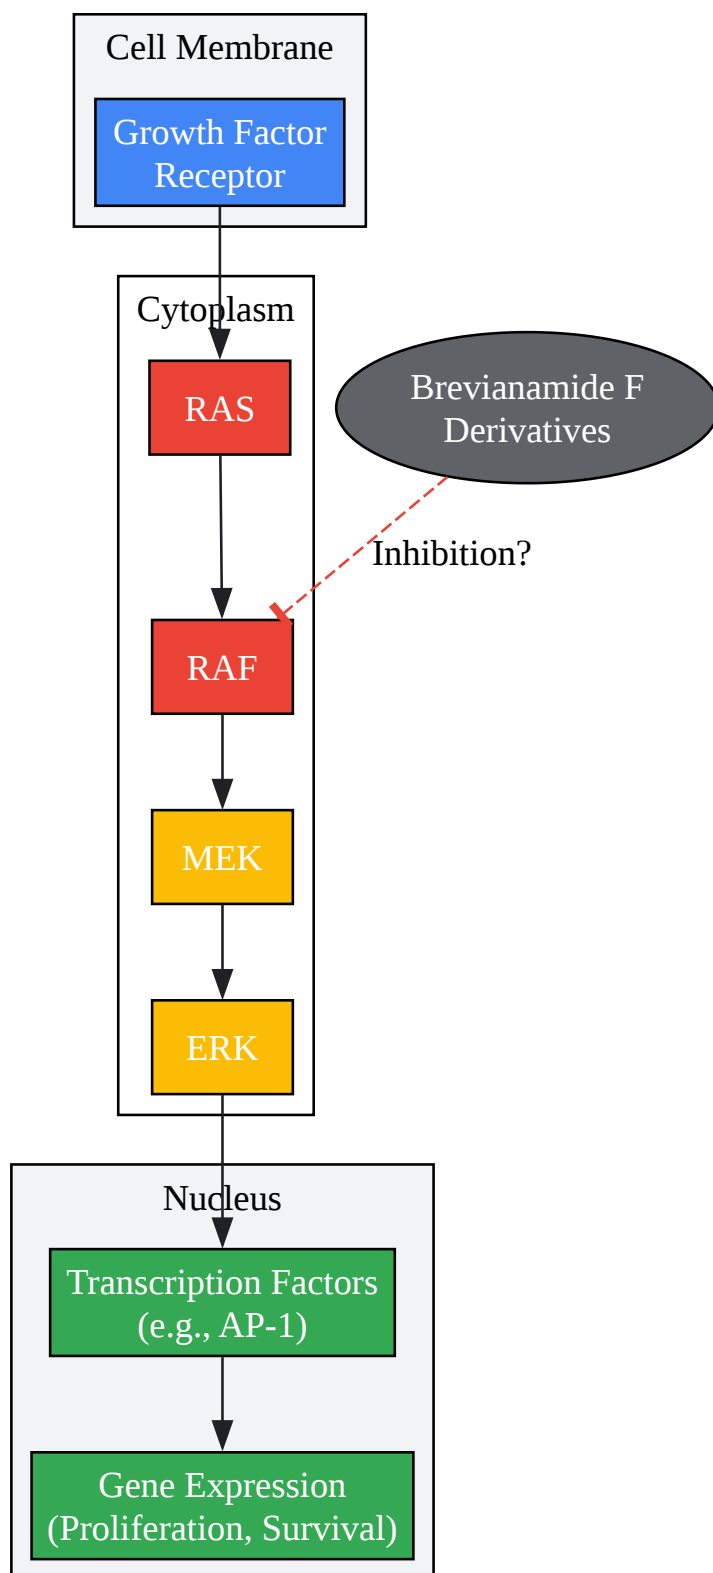 Cell Membrane
Growth Factor
Receptor
Cytoplasm
RAS
Brevianamide F
Derivatives
Inhibition?
RAF
MEK
ERK
Nucleus
Transcription Factors
(e.g., AP-1)
Gene Expression
(Proliferation, Survival)